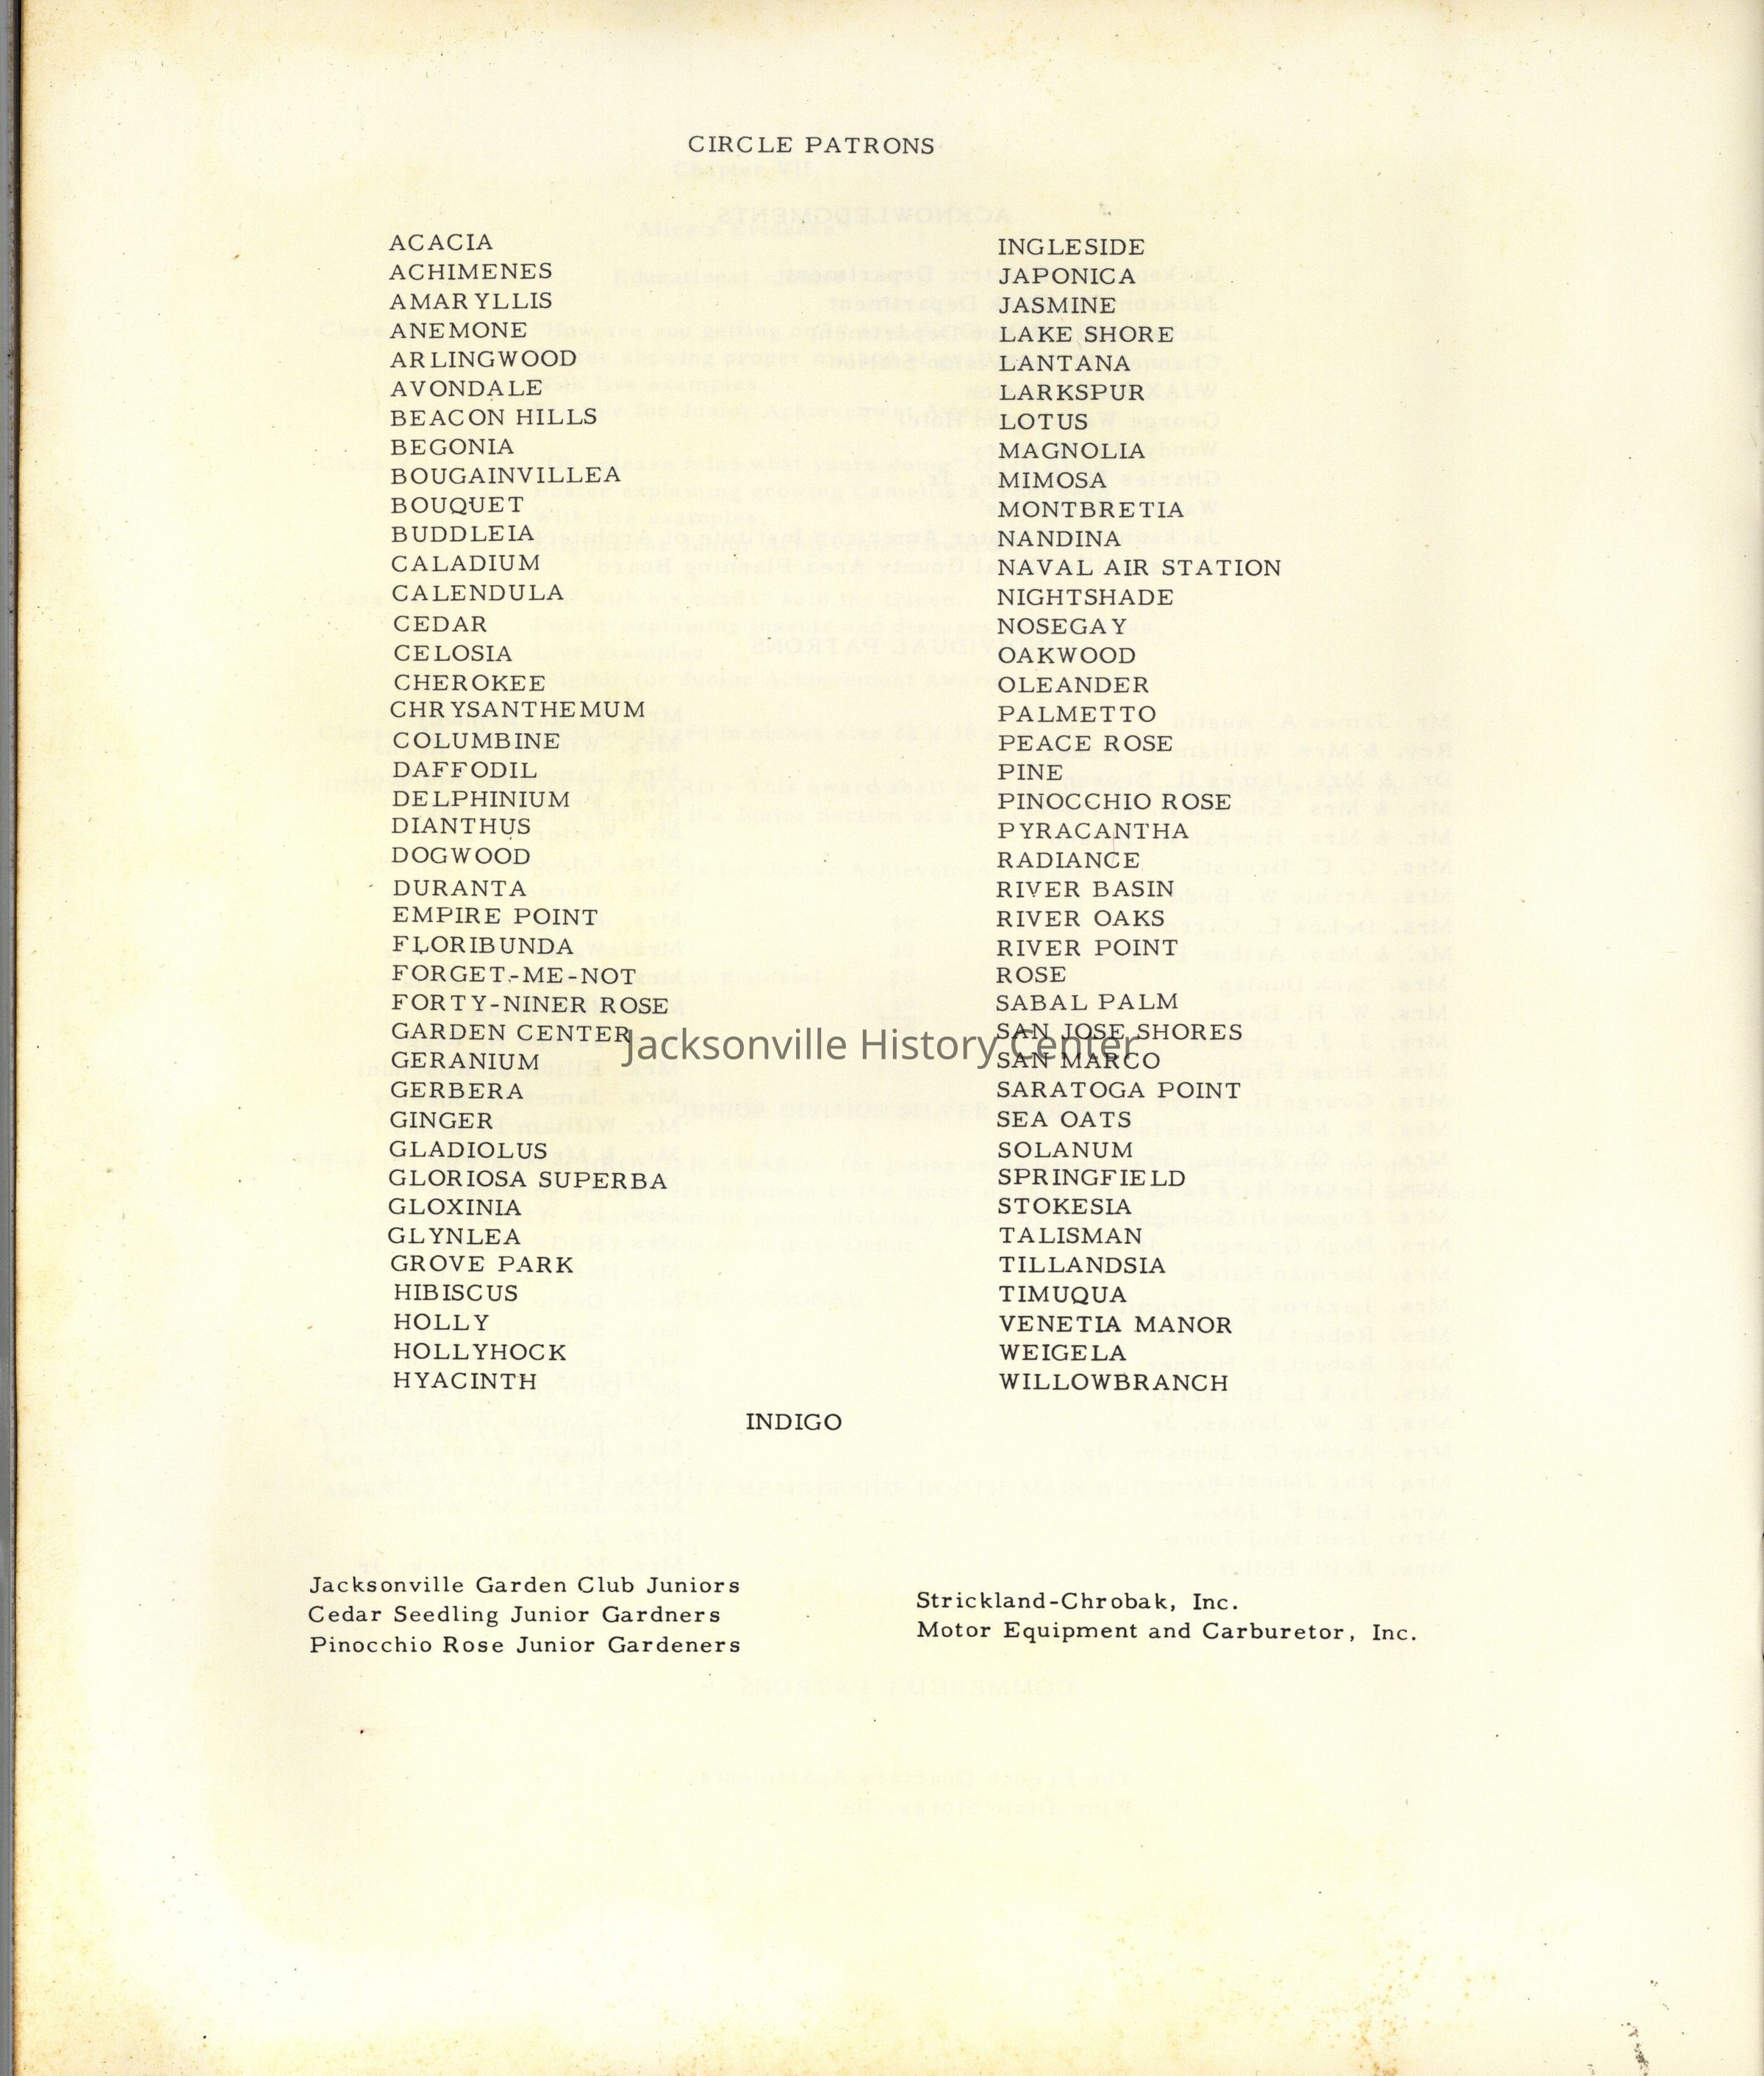 CIRCLE PATRONS
ACACIA
ACHIMENES
AMARYLLIS
ANEMONE
ARLINGWOOD
AVONDALE
BEACON HILLS
BEGONIA
BOUGAINVILLEA
BOUQUET
BUDDLEIA
CALADIUM
CALENDULA
CEDAR
CELOSIA
CHEROKEE
CHRYSANTHEMUM
COLUMBINE
DAFFODIL
DELPHINIUM
DIANTHUS
DOGWOOD
DURANTA
EMPIRE POINT
FLORIBUNDA
FORGET-ME-NOT
FORTY-NINER ROSE
GARDEN CENTER
GERANIUM
GERBERA
GINGER
GLADIOLUS
GLORIOSA SUPERBA
GLOXINIA
GLYNLEA
GROVE PARK
HIBISCUS
HOLLY
HOLLYHOCK
HYACINTH
INGLESIDE
JAPONICA
JASMINE
LAKE SHORE
LANTANA
LARKSPUR
LOTUS
MAGNOLIA
MIMOSA
MONTBRETIA
NANDINA
NAVAL AIR STATION
NIGHTSHADE
NOSEGAY
OAKWOOD
OLEANDER
PALMETTO
PEACE ROSE
PINE
PINOCCHIO ROSE
PYRACANTHA
RADIANCE
RIVER BASIN
RIVER OAKS
RIVER POINT
ROSE
SABAL PALM
SAN JOSE SHORES
SAN MARCO
SARATOGA POINT
SEA OATS
SOLANUM
SPRINGFIELD
STOKESIA
TALISMAN
TILLANDSIA
TIMUQUA
VENETIA MANOR
WEIGELA
WILLOWBRANCH
INDIGO
Jacksonville History Center
Jacksonville Garden Club Juniors
Cedar Seedling Junior Gardners
Pinocchio Rose Junior Gardeners
Strickland-Chrobak, Inc.
Motor Equipment and Carburetor, Inc.